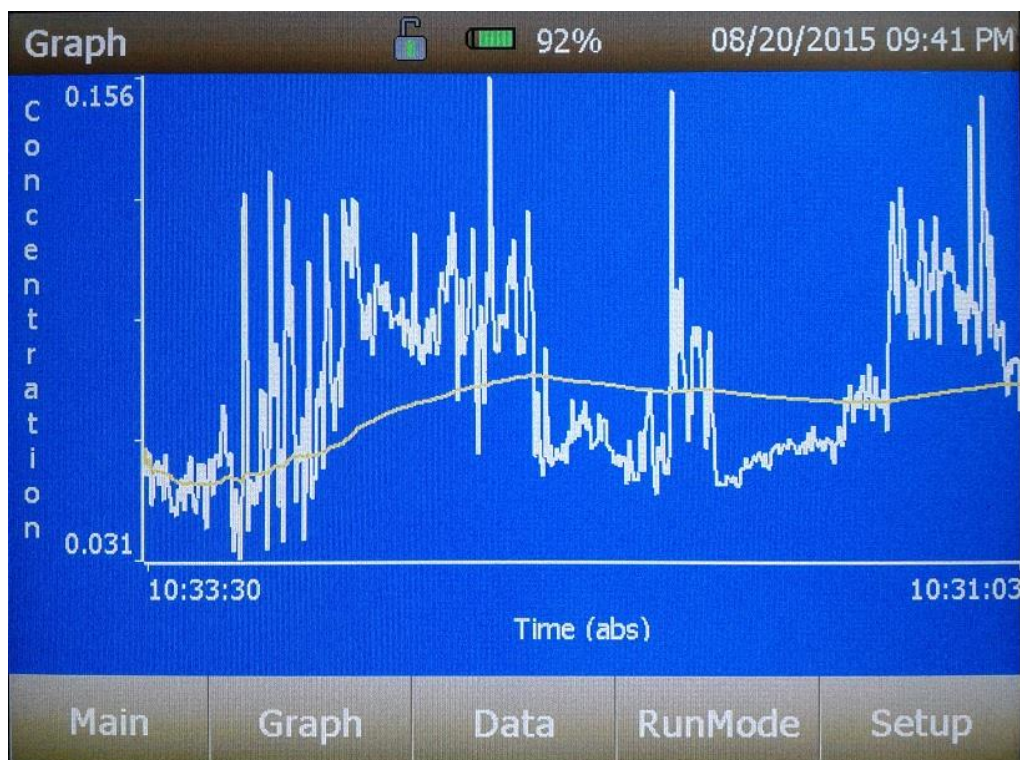 Graph 92% 08/20/2015 09:41 PM
Concentration
0.156
0.031
10:33:30 10:31:03
Time (abs)
Main Graph Data RunMode Setup